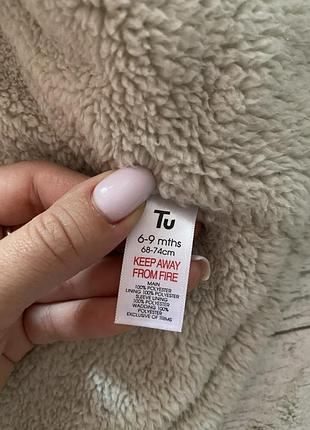 Tu
6-9 mths
68-74cm
KEEP AWAY
FROM FIRE
MAIN
100% POLYESTER
LINING 100% POLYESTER
SLEEVE LINING
100% POLYESTER
WADDING 100%
POLYESTER
EXCLUSIVE OF TRIMS